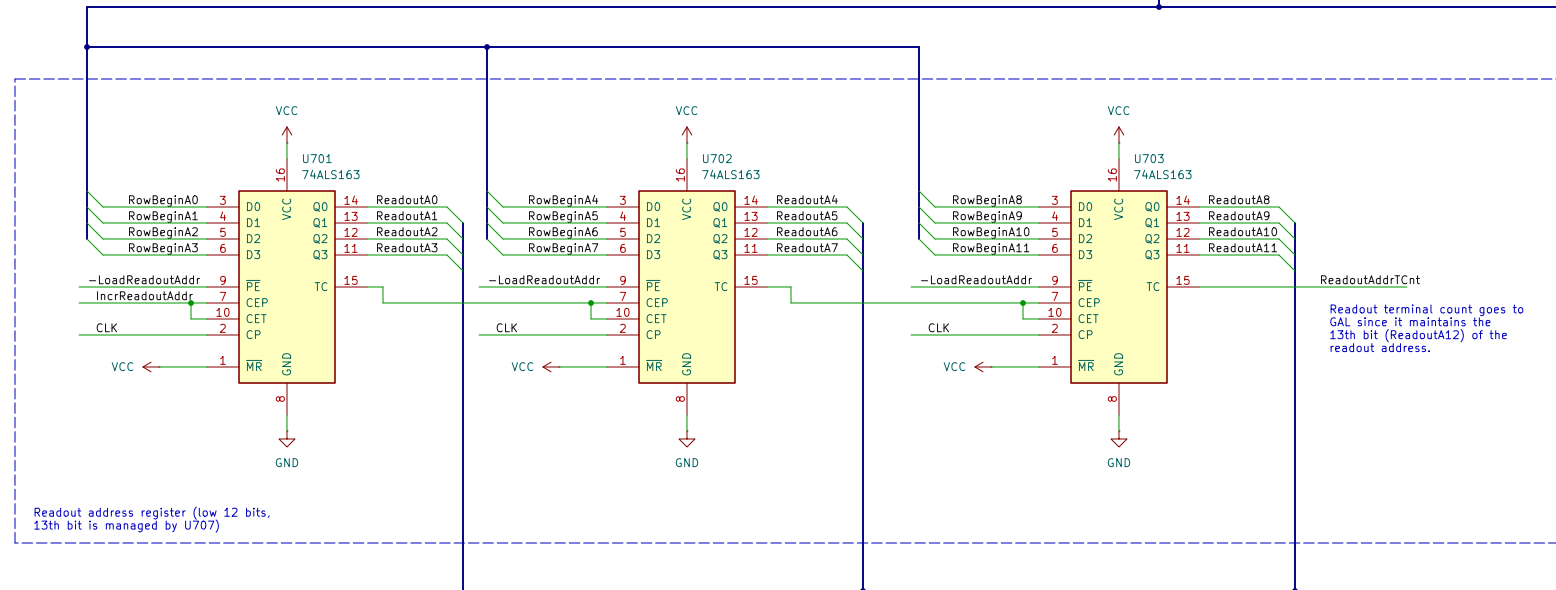 VCC
U701
74ALS163
16
VCC
RowBeginA0 3 D0 Q0 14 ReadoutA0
RowBeginA1 4 D1 Q1 13 ReadoutA1
RowBeginA2 5 D2 Q2 12 ReadoutA2
RowBeginA3 6 D3 Q3 11 ReadoutA3
-LoadReadoutAddr 9 PE TC 15
IncrReadoutAddr 7 CEP
10 CET
CLK 2 CP
VCC 1 MR
GND
8
GND
VCC
U702
74ALS163
16
VCC
RowBeginA4 3 D0 Q0 14 ReadoutA4
RowBeginA5 4 D1 Q1 13 ReadoutA5
RowBeginA6 5 D2 Q2 12 ReadoutA6
RowBeginA7 6 D3 Q3 11 ReadoutA7
-LoadReadoutAddr 9 PE TC 15
7 CEP
10 CET
CLK 2 CP
VCC 1 MR
GND
8
GND
VCC
U703
74ALS163
16
VCC
RowBeginA8 3 D0 Q0 14 ReadoutA8
RowBeginA9 4 D1 Q1 13 ReadoutA9
RowBeginA10 5 D2 Q2 12 ReadoutA10
RowBeginA11 6 D3 Q3 11 ReadoutA11
-LoadReadoutAddr 9 PE TC 15 ReadoutAddrTCnt
7 CEP
10 CET
CLK 2 CP
VCC 1 MR
GND
8
GND
Readout terminal count goes to
GAL since it maintains the
13th bit (ReadoutA12) of the
readout address.
Readout address register (low 12 bits,
13th bit is managed by U707)